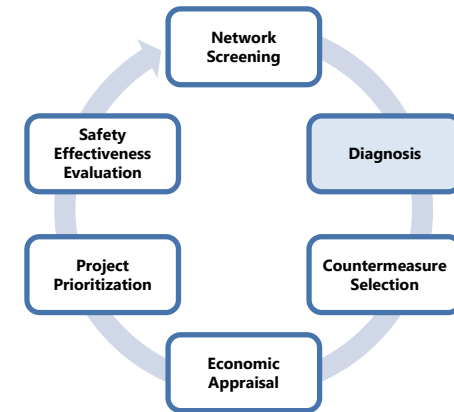 Network
Screening
Diagnosis
Countermeasure
Selection
Economic
Appraisal
Project
Prioritization
Safety
Effectiveness
Evaluation